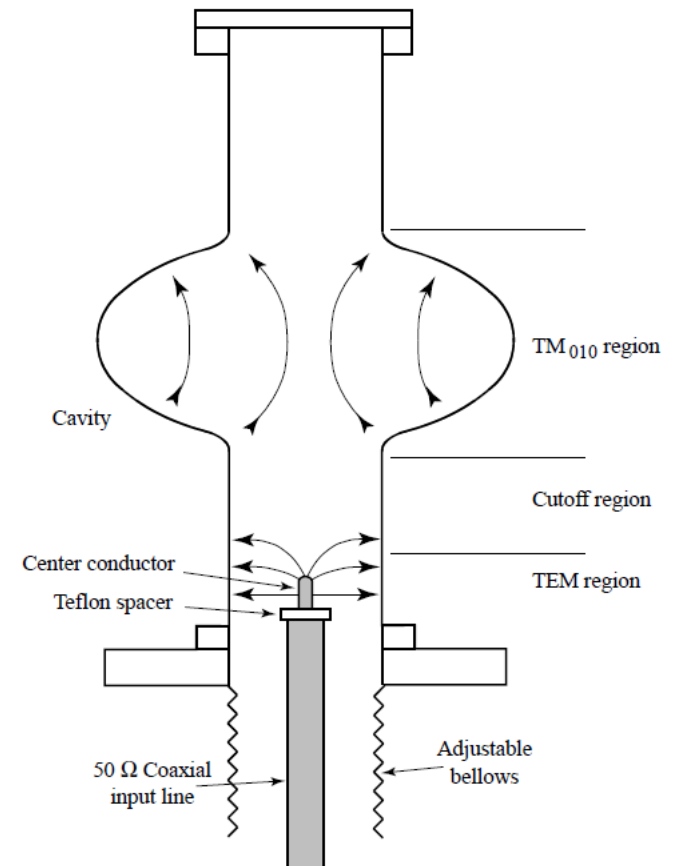 TM 010 region
Cavity
Cutoff region
Center conductor
TEM region
Teflon spacer
50 Ω Coaxial
input line
Adjustable
bellows